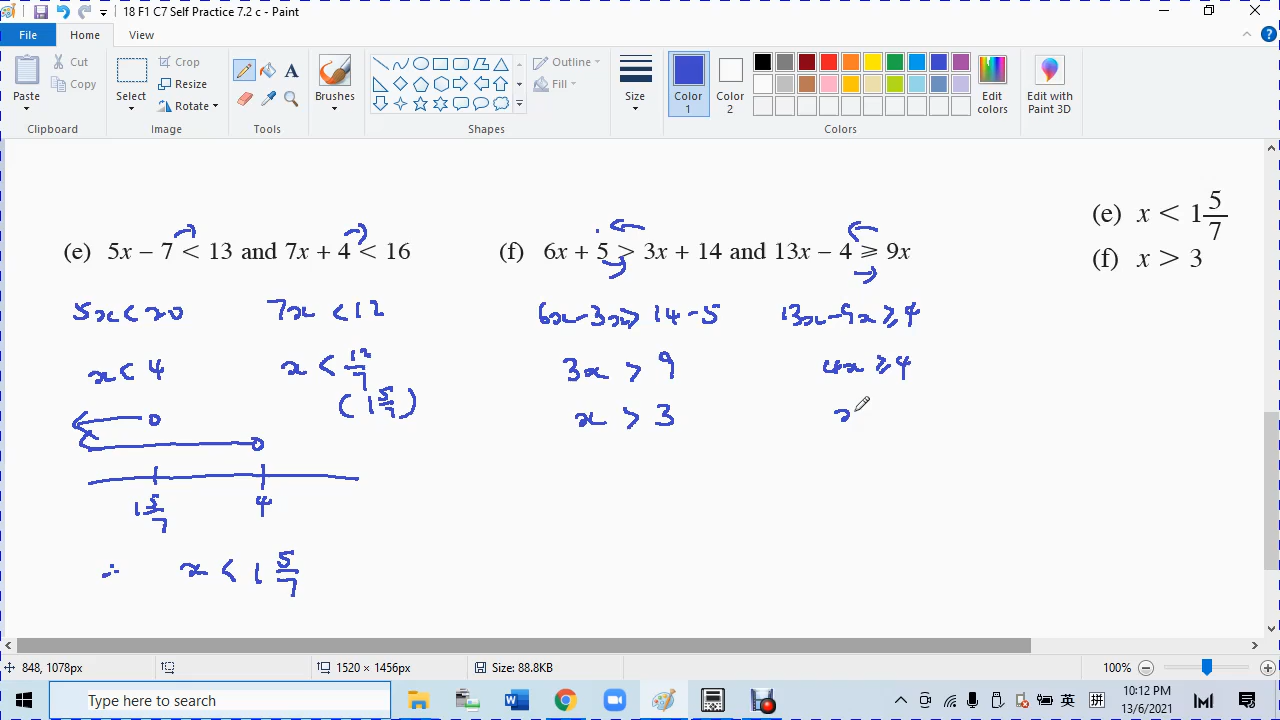 18 F1 C7 Self Practice 7.2 c - Paint
File Home View
Paste Cut Copy Clipboard
Select Crop Resize Rotate Image
Tools
Brushes
Shapes Outline Fill
Size
Color 1 Color 2 Edit colors Colors
Edit with Paint 3D
(e) 5x − 7 < 13 and 7x + 4 < 16
5x < 20 7x < 12
x < 4 x < 12/7
(1 5/7)
1 5/7 4
∴ x < 1 5/7
(f) 6x + 5 > 3x + 14 and 13x − 4 ⩾ 9x
6x - 3x > 14 - 5 13x - 9x ⩾ 4
3x > 9 4x ⩾ 4
x > 3
(e) x < 1 5/7
(f) x > 3
848, 1078px 1520 × 1456px Size: 88.8KB 100%
Type here to search
英 拼 10:12 PM
13/6/2021